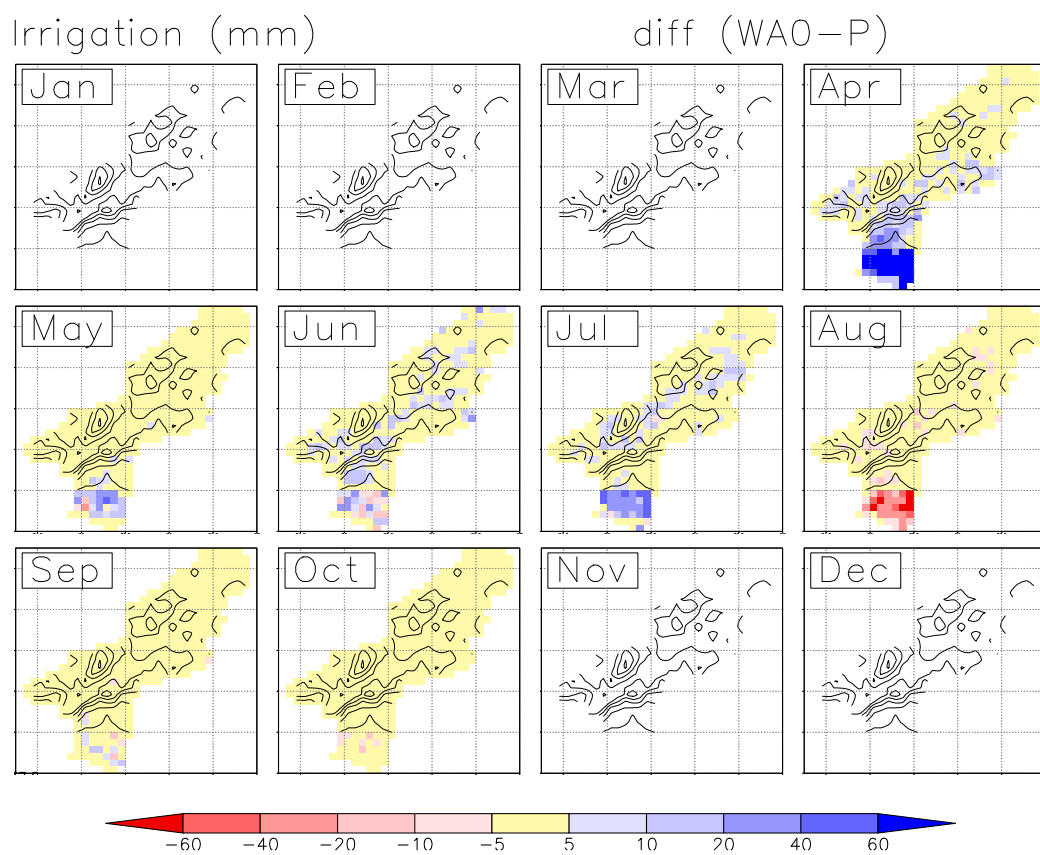 Irrigation (mm) diff (WA0-P)
Jan Feb Mar Apr
May Jun Jul Aug
Sep Oct Nov Dec
-60 -40 -20 -10 -5 5 10 20 40 60